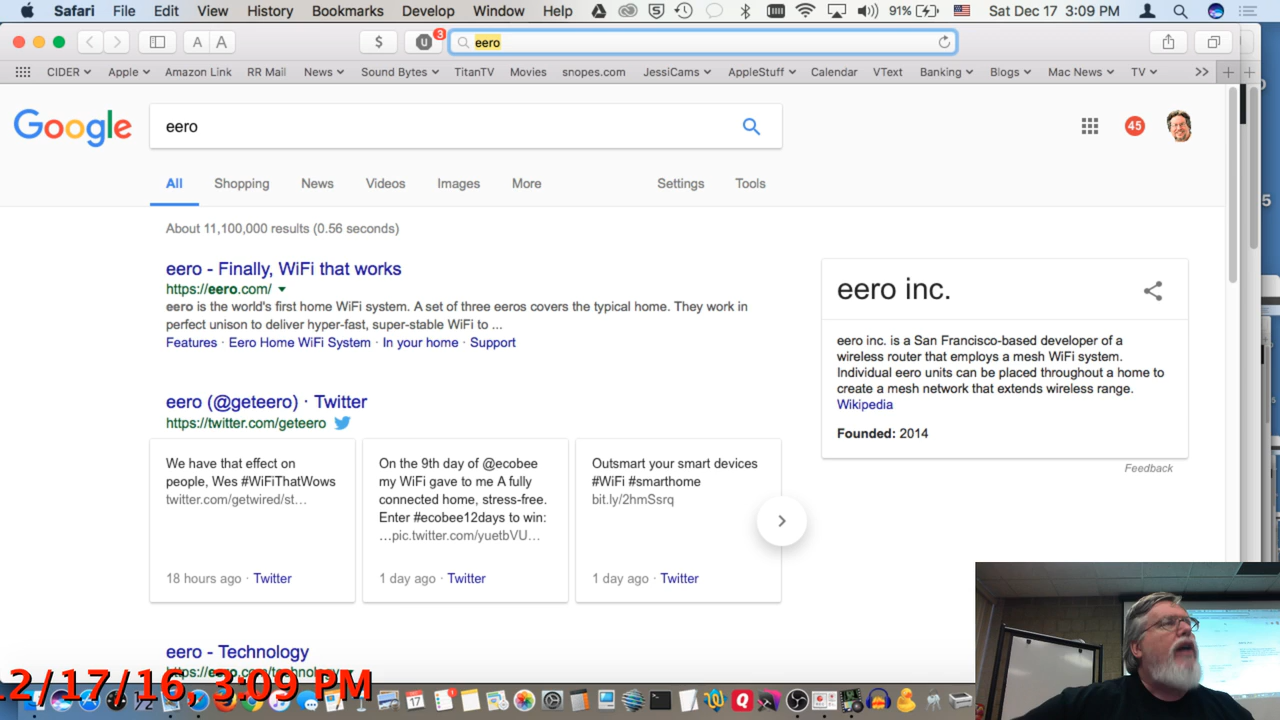 Safari File Edit View History Bookmarks Develop Window Help 5 91% Sat Dec 17 3:09 PM
A A $ U 3 eero
CIDER Apple Amazon Link RR Mail News Sound Bytes TitanTV Movies snopes.com JessiCams AppleStuff Calendar VText Banking Blogs Mac News TV >> + +
Google eero 45
All Shopping News Videos Images More Settings Tools
About 11,100,000 results (0.56 seconds)
eero - Finally, WiFi that works
https://eero.com/
eero is the world's first home WiFi system. A set of three eeros covers the typical home. They work in
perfect unison to deliver hyper-fast, super-stable WiFi to ...
Features · Eero Home WiFi System · In your home · Support
eero (@geteero) · Twitter
https://twitter.com/geteero
We have that effect on
people, Wes #WiFiThatWows
twitter.com/getwired/st…
18 hours ago · Twitter
On the 9th day of @ecobee
my WiFi gave to me A fully
connected home, stress-free.
Enter #ecobee12days to win:
…pic.twitter.com/yuetbVU…
1 day ago · Twitter
Outsmart your smart devices
#WiFi #smarthome
bit.ly/2hmSsrq
1 day ago · Twitter
eero - Technology
https://eero.com/technology
eero inc.
eero inc. is a San Francisco-based developer of a
wireless router that employs a mesh WiFi system.
Individual eero units can be placed throughout a home to
create a mesh network that extends wireless range.
Wikipedia
Founded: 2014
Feedback
2/17/16, 3:09 PM
17